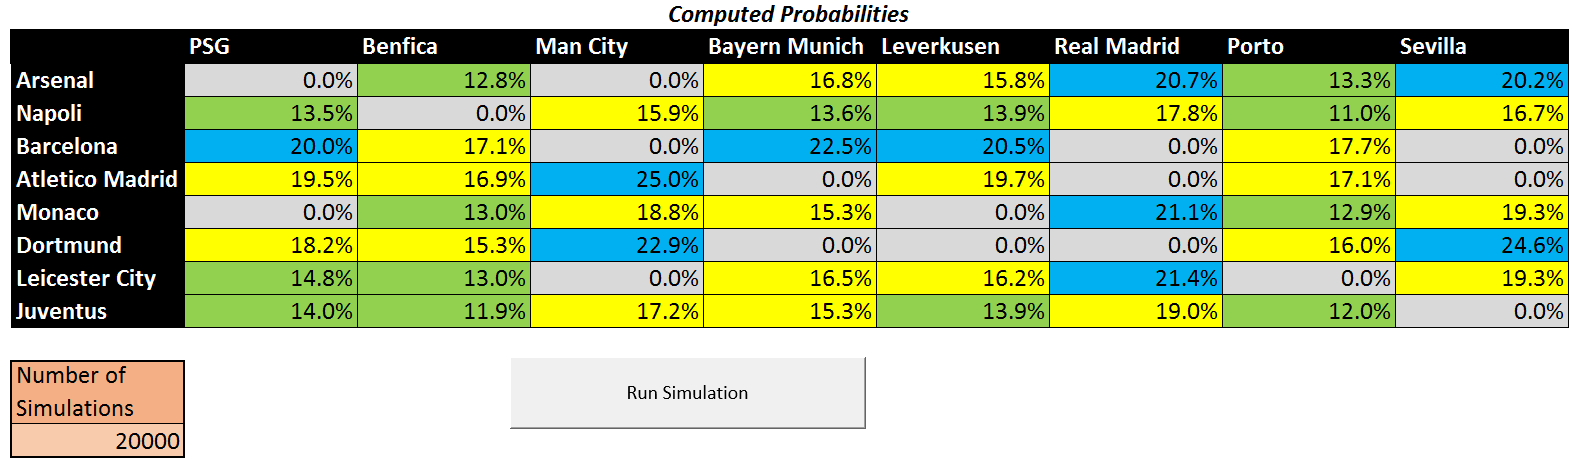 Computed Probabilities
PSG Benfica Man City Bayern Munich Leverkusen Real Madrid Porto Sevilla
Arsenal 0.0% 12.8% 0.0% 16.8% 15.8% 20.7% 13.3% 20.2%
Napoli 13.5% 0.0% 15.9% 13.6% 13.9% 17.8% 11.0% 16.7%
Barcelona 20.0% 17.1% 0.0% 22.5% 20.5% 0.0% 17.7% 0.0%
Atletico Madrid 19.5% 16.9% 25.0% 0.0% 19.7% 0.0% 17.1% 0.0%
Monaco 0.0% 13.0% 18.8% 15.3% 0.0% 21.1% 12.9% 19.3%
Dortmund 18.2% 15.3% 22.9% 0.0% 0.0% 0.0% 16.0% 24.6%
Leicester City 14.8% 13.0% 0.0% 16.5% 16.2% 21.4% 0.0% 19.3%
Juventus 14.0% 11.9% 17.2% 15.3% 13.9% 19.0% 12.0% 0.0%
Number of
Simulations
20000
Run Simulation